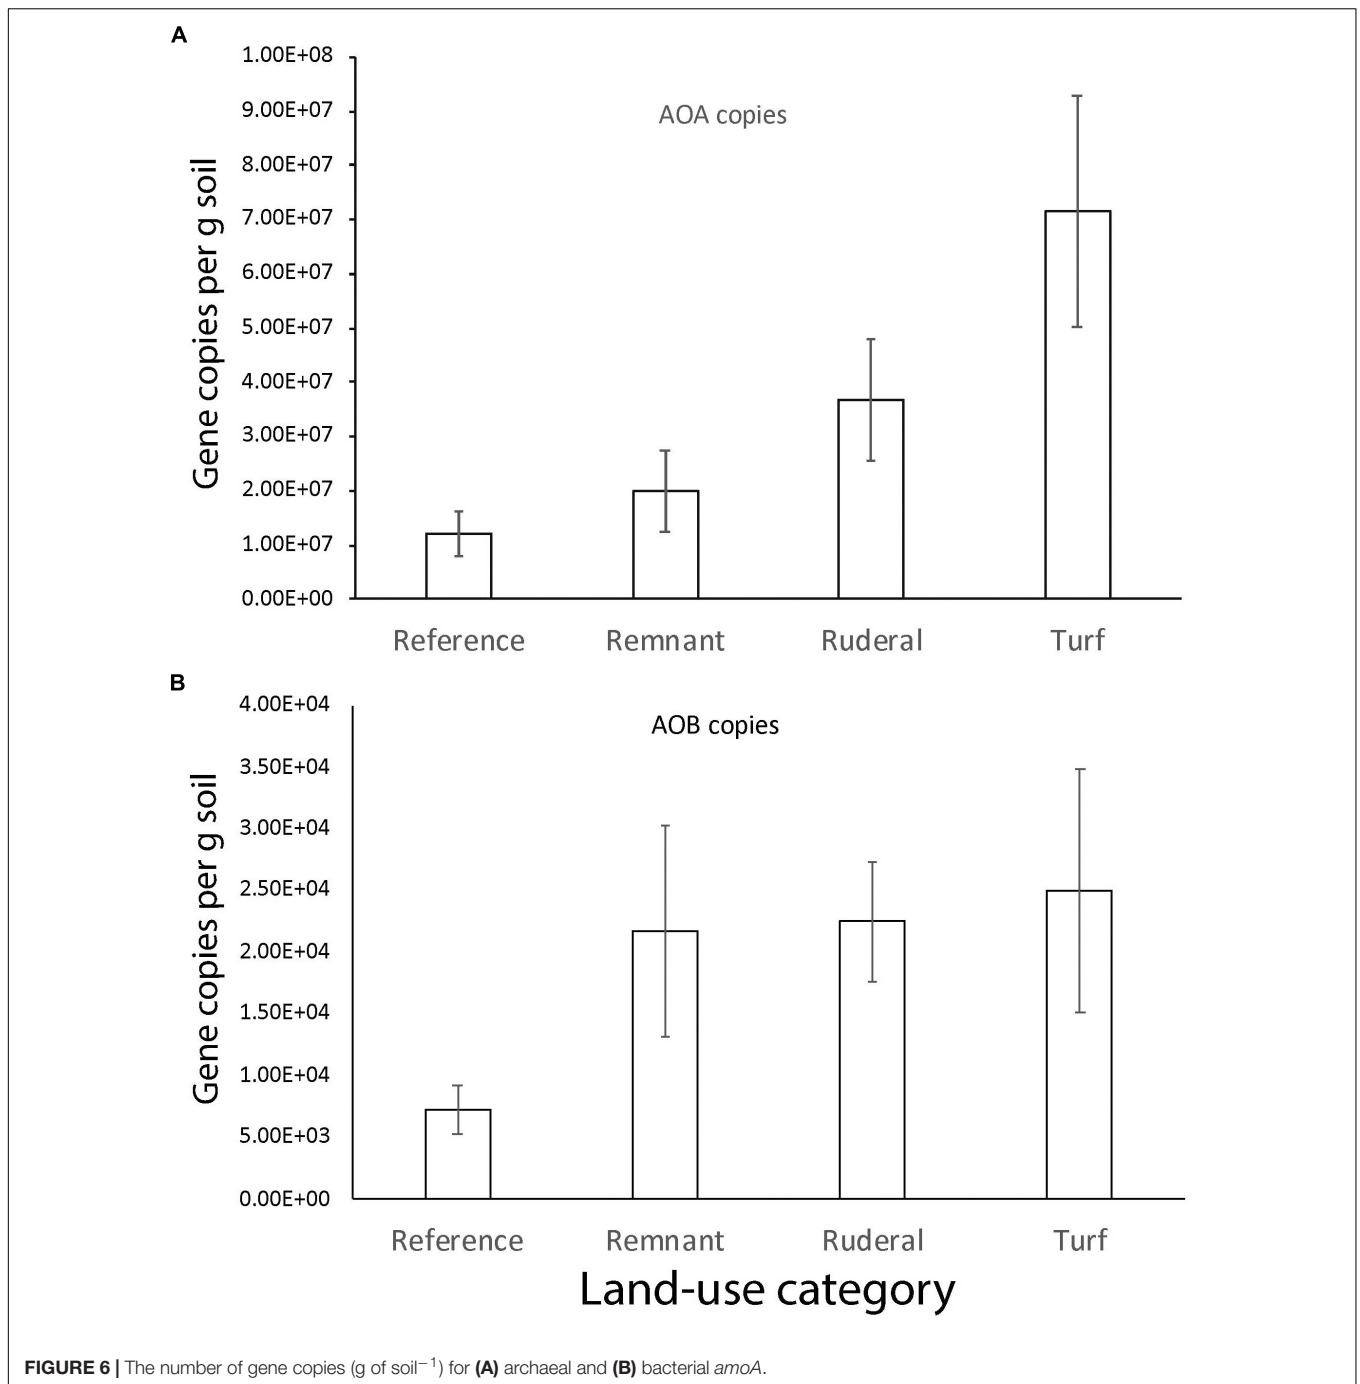 A
1.00E+08
9.00E+07
8.00E+07
7.00E+07
6.00E+07
5.00E+07
4.00E+07
3.00E+07
2.00E+07
1.00E+07
0.00E+00
Gene copies per g soil
AOA copies
Reference Remnant Ruderal Turf
B
4.00E+04
3.50E+04
3.00E+04
2.50E+04
2.00E+04
1.50E+04
1.00E+04
5.00E+03
0.00E+00
Gene copies per g soil
AOB copies
Reference Remnant Ruderal Turf
Land-use category
FIGURE 6 | The number of gene copies (g of soil⁻¹) for (A) archaeal and (B) bacterial amoA.